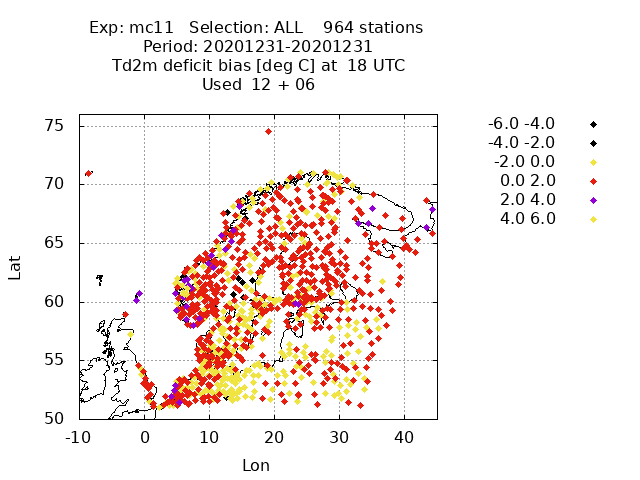 Exp: mc11 Selection: ALL 964 stations
Period: 20201231-20201231
Td2m deficit bias [deg C] at 18 UTC
Used 12 + 06
-6.0 -4.0
-4.0 -2.0
-2.0 0.0
0.0 2.0
2.0 4.0
4.0 6.0
75
70
65
60
55
50
Lat
-10 0 10 20 30 40
Lon